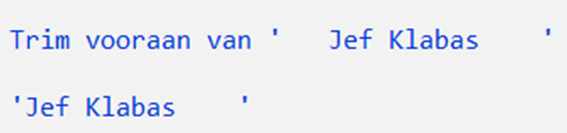 Trim vooraan van '   Jef Klabas    '
'Jef Klabas    '